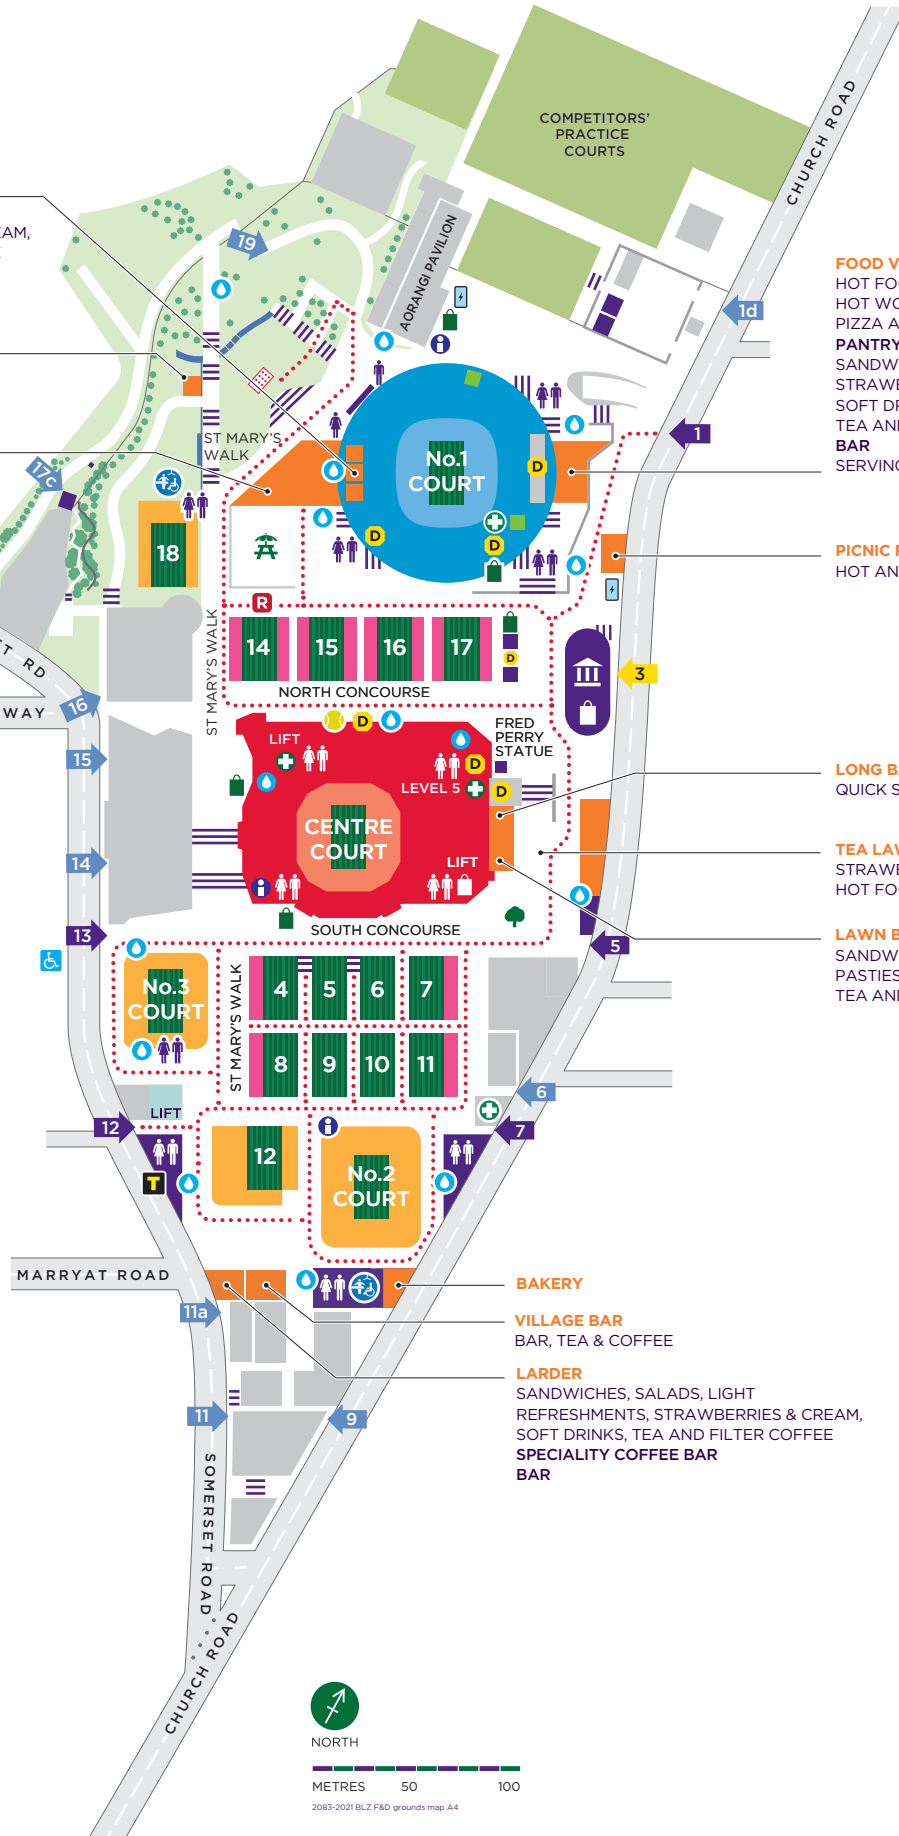 COMPETITORS'
PRACTICE
COURTS
CHURCH ROAD
AORANGI PAVILION
19
1d
1
17c
ST MARY'S
WALK
No.1
COURT
D
D
D
18
FOOD V
HOT FO
HOT WO
PIZZA A
PANTRY
SANDW
STRAWB
SOFT DR
TEA AN
BAR
SERVING
PICNIC
HOT AN
R
14
15
16
17
D
NORTH CONCOURSE
ST MARY'S WALK
3
RD
WAY
16
15
14
13
FRED
PERRY
STATUE
LIFT
D
D
LEVEL 5
D
CENTRE
COURT
LIFT
SOUTH CONCOURSE
LONG BA
QUICK S
TEA LAW
STRAWB
HOT FO
LAWN B
SANDW
PASTIES
TEA AN
5
No.3
COURT
ST MARY'S WALK
4
5
6
7
8
9
10
11
6
7
LIFT
12
T
12
No.2
COURT
MARRYAT ROAD
11a
11
9
BAKERY
VILLAGE BAR
BAR, TEA & COFFEE
LARDER
SANDWICHES, SALADS, LIGHT
REFRESHMENTS, STRAWBERRIES & CREAM,
SOFT DRINKS, TEA AND FILTER COFFEE
SPECIALITY COFFEE BAR
BAR
SOMERSET ROAD
CHURCH ROAD
NORTH
METRES 50 100
2083-2021 BLZ F&D grounds map A4